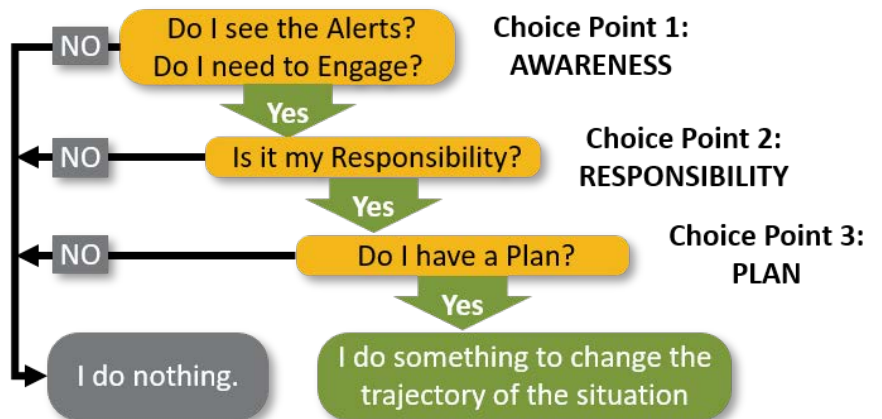 NO
Do I see the Alerts?
Do I need to Engage?
Choice Point 1:
AWARENESS
Yes
NO
Is it my Responsibility?
Choice Point 2:
RESPONSIBILITY
Yes
NO
Do I have a Plan?
Choice Point 3:
PLAN
Yes
I do nothing.
I do something to change the
trajectory of the situation